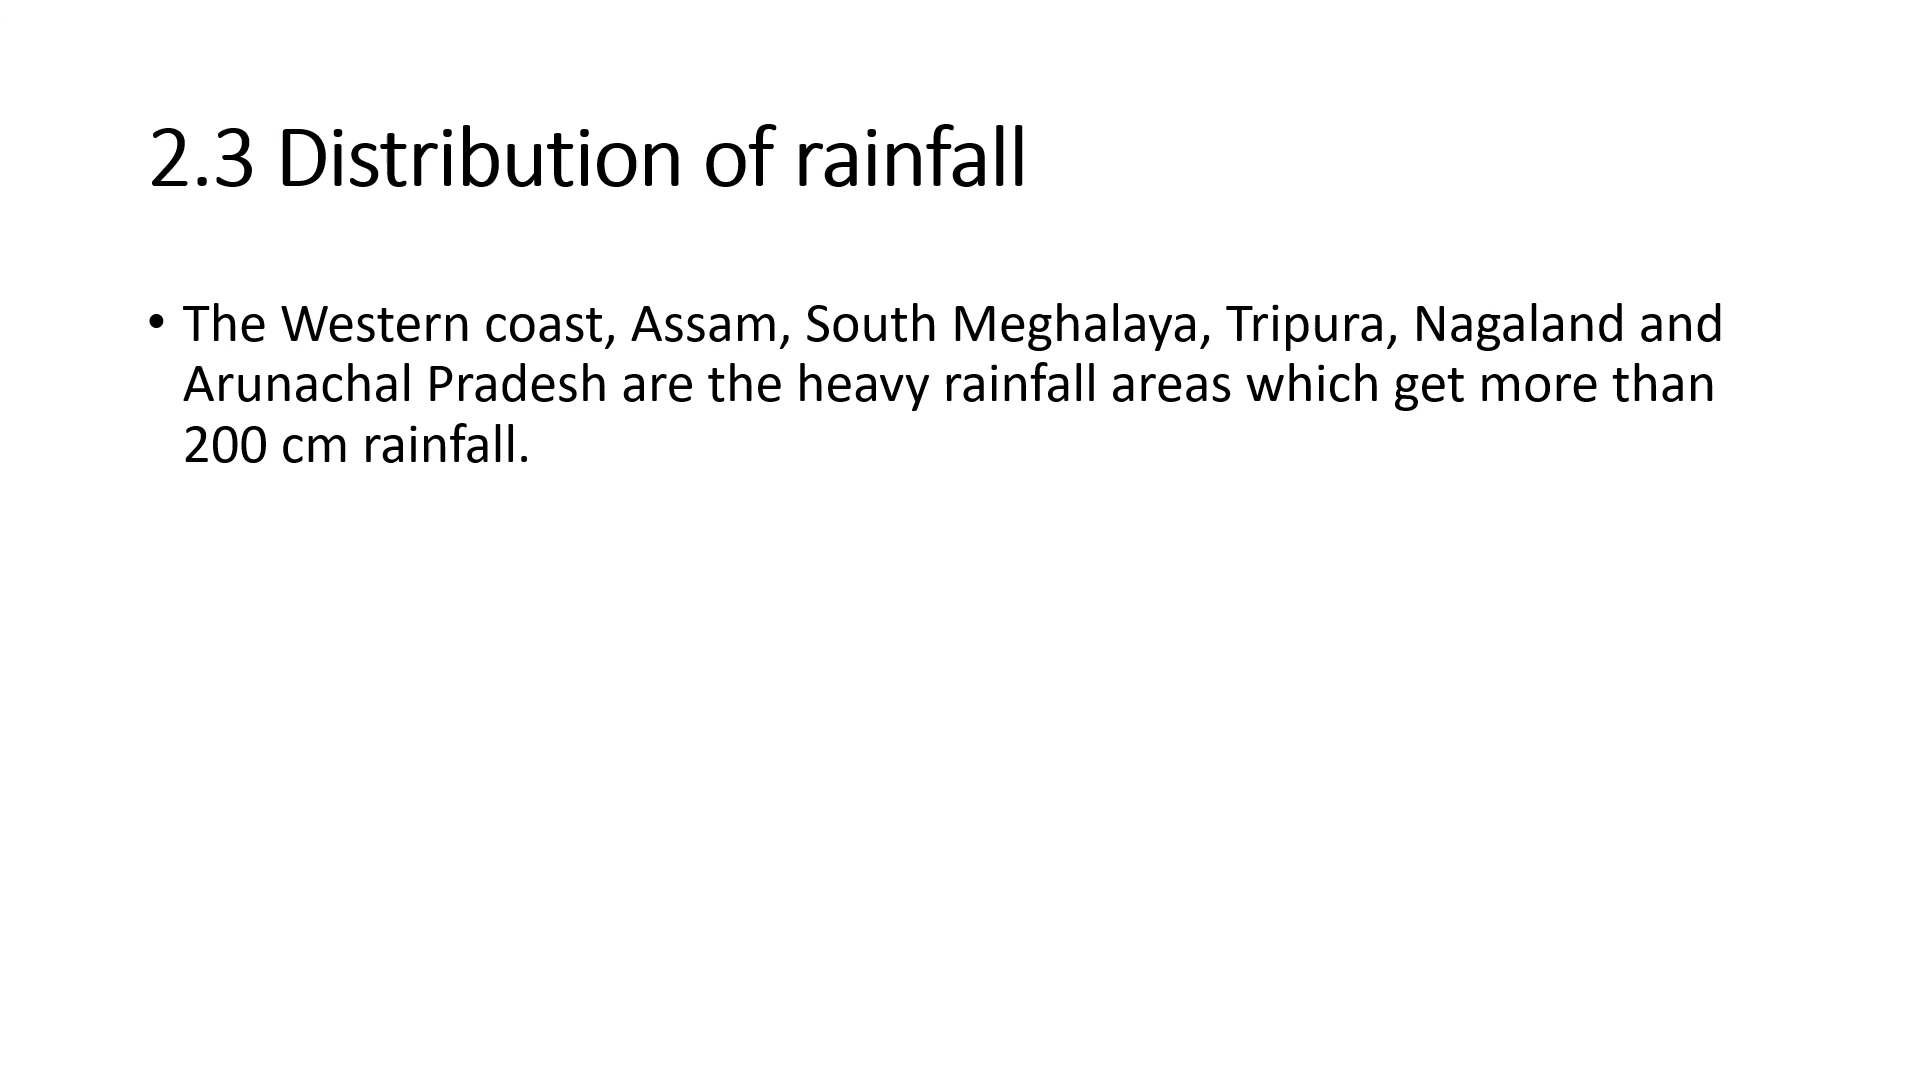 2.3 Distribution of rainfall
• The Western coast, Assam, South Meghalaya, Tripura, Nagaland and
Arunachal Pradesh are the heavy rainfall areas which get more than
200 cm rainfall.